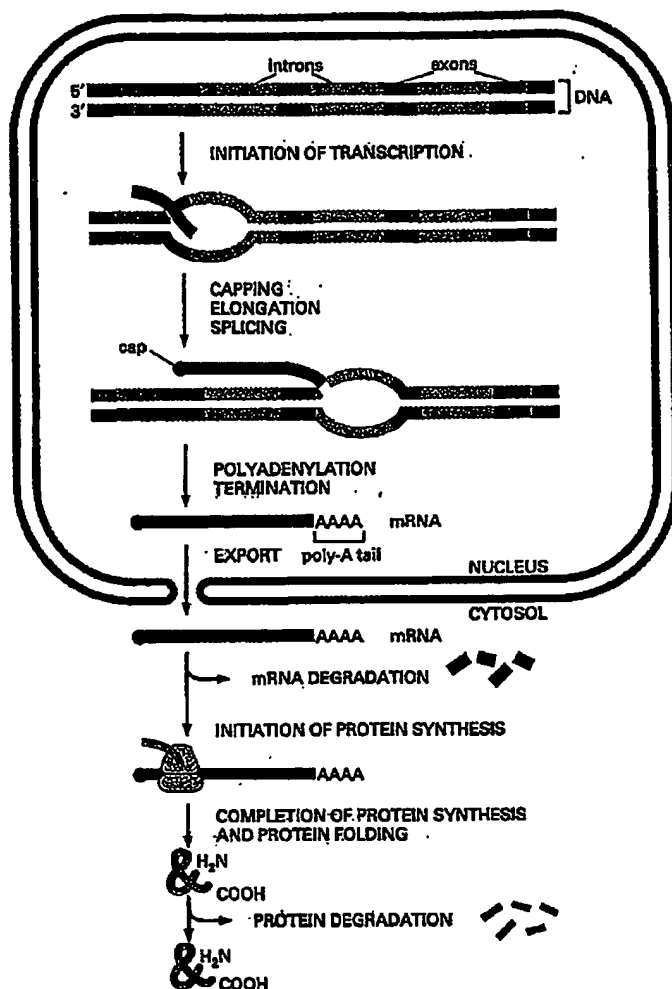 introns exons
5'
3'
DNA
INITIATION OF TRANSCRIPTION
CAPPING
ELONGATION
SPLICING
cap
POLYADENYLATION
TERMINATION
AAAA mRNA
EXPORT poly-A tail
NUCLEUS
CYTOSOL
AAAA mRNA
mRNA DEGRADATION
INITIATION OF PROTEIN SYNTHESIS
AAAA
COMPLETION OF PROTEIN SYNTHESIS
AND PROTEIN FOLDING
H₂N
COOH
PROTEIN DEGRADATION
H₂N
COOH